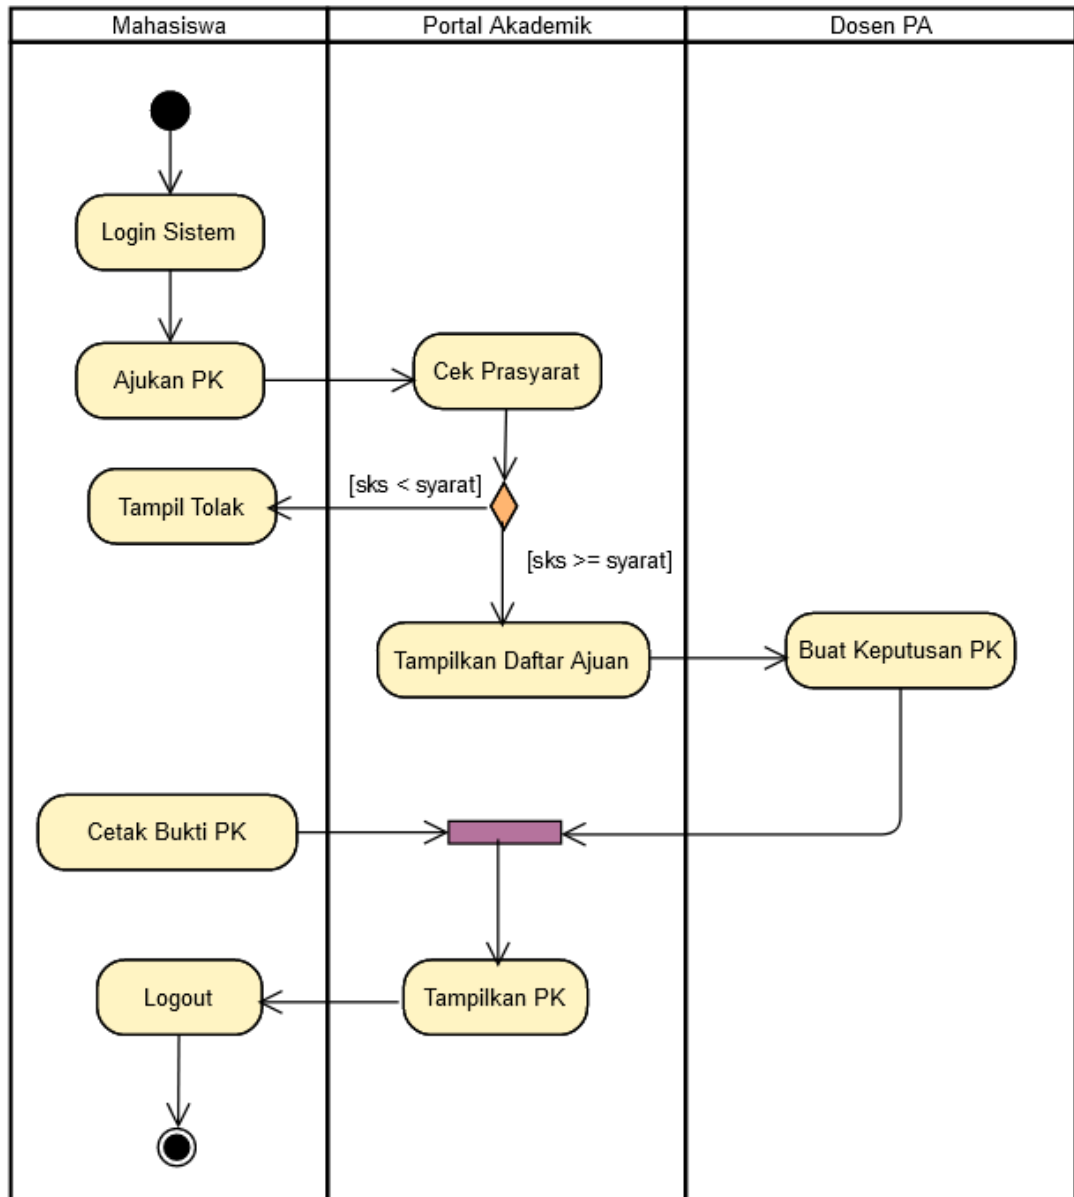 Mahasiswa
Portal Akademik
Dosen PA
Login Sistem
Ajukan PK
Cek Prasyarat
[sks < syarat]
Tampil Tolak
[sks >= syarat]
Tampilkan Daftar Ajuan
Buat Keputusan PK
Cetak Bukti PK
Logout
Tampilkan PK